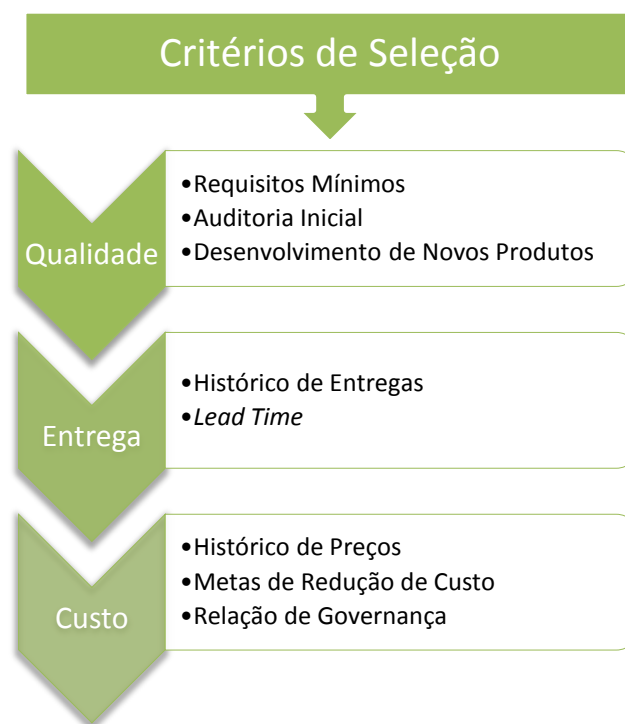 Critérios de Seleção
Qualidade
•Requisitos Mínimos
•Auditoria Inicial
•Desenvolvimento de Novos Produtos
Entrega
•Histórico de Entregas
•Lead Time
Custo
•Histórico de Preços
•Metas de Redução de Custo
•Relação de Governança